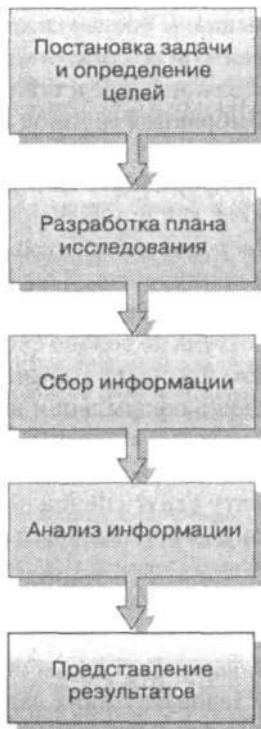 Постановка задачи
и определение
целей
Разработка плана
исследования
Сбор информации
Анализ информации
Представление
результатов